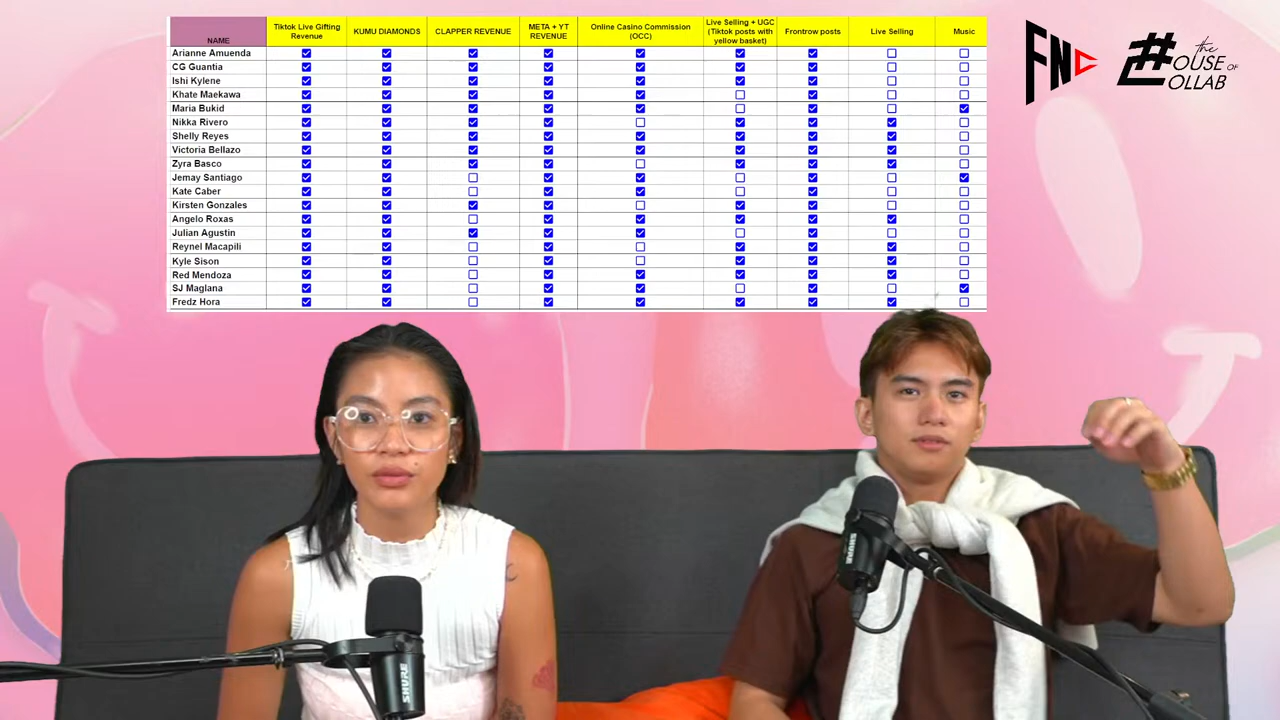 NAME
Tiktok Live Gifting
Revenue
KUMU DIAMONDS
CLAPPER REVENUE
META + YT
REVENUE
Online Casino Commission
(OCC)
Live Selling + UGC
(Tiktok posts with
yellow basket)
Frontrow posts
Live Selling
Music
Arianne Amuenda
CG Guantia
Ishi Kylene
Khate Maekawa
Maria Bukid
Nikka Rivero
Shelly Reyes
Victoria Bellazo
Zyra Basco
Jemay Santiago
Kate Caber
Kirsten Gonzales
Angelo Roxas
Julian Agustin
Reynel Macapili
Kyle Sison
Red Mendoza
SJ Maglana
Fredz Hora
FNC
#the
HOUSE OF
COLLAB
SHURE
SHURE